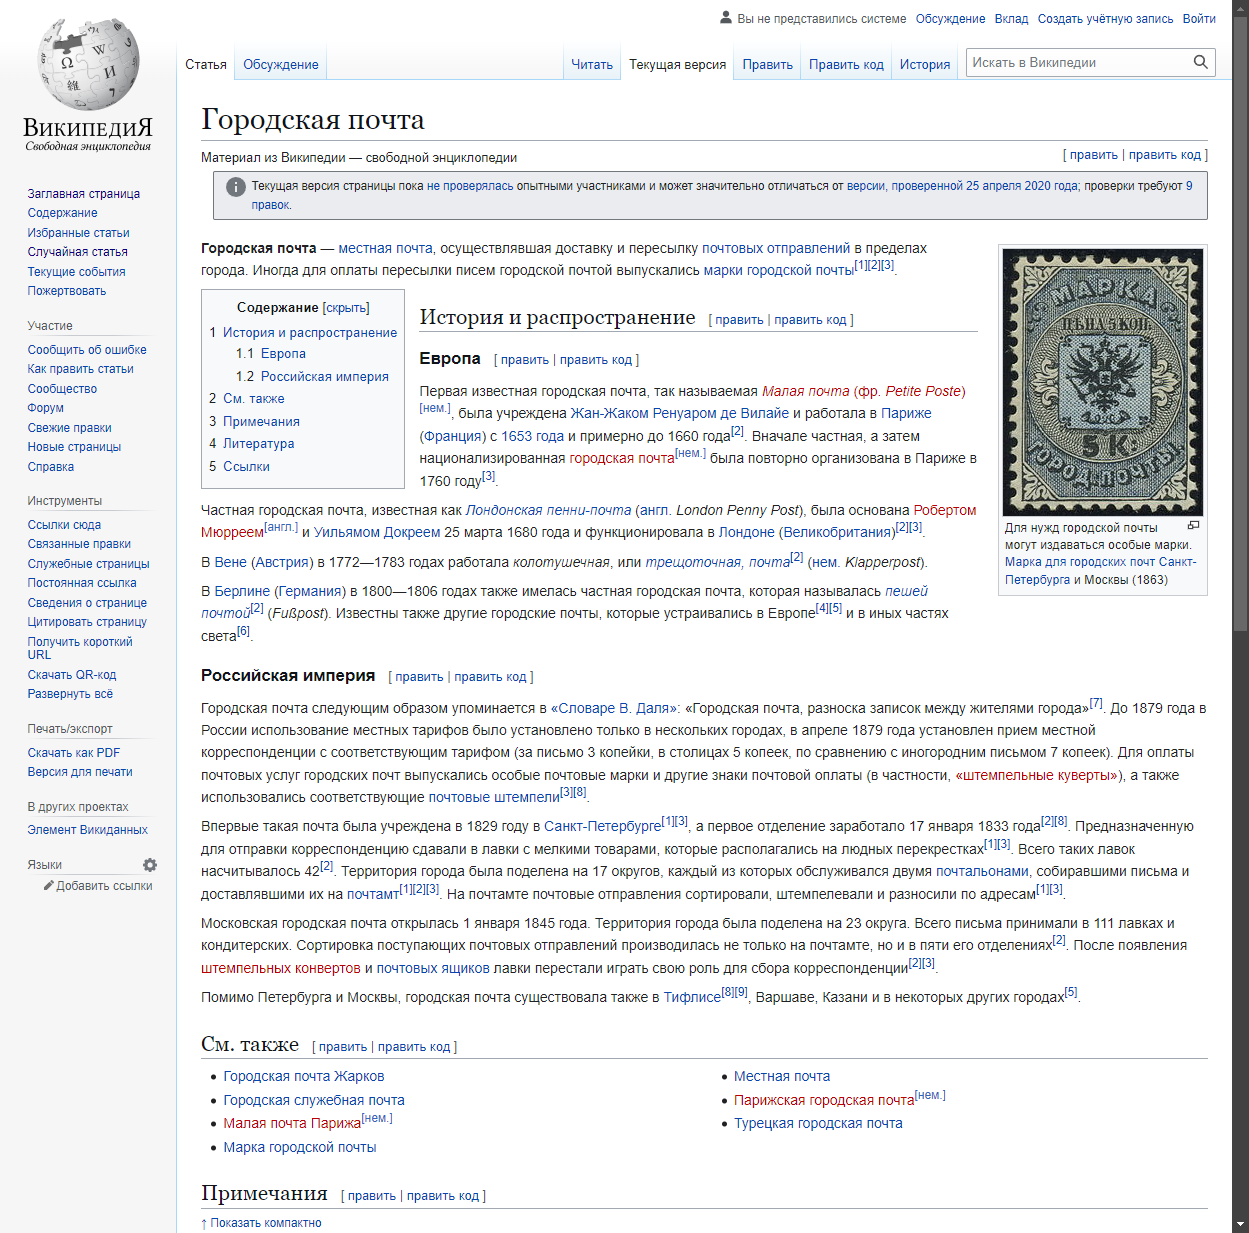 Вы не представились системе Обсуждение Вклад Создать учётную запись Войти
Статья Обсуждение Читать Текущая версия Править Править код История Искать в Википедии
ВикипедиЯ
Свободная энциклопедия
Заглавная страница
Содержание
Избранные статьи
Случайная статья
Текущие события
Пожертвовать
Участие
Сообщить об ошибке
Как править статьи
Сообщество
Форум
Свежие правки
Новые страницы
Справка
Инструменты
Ссылки сюда
Связанные правки
Служебные страницы
Постоянная ссылка
Сведения о странице
Цитировать страницу
Получить короткий
URL
Скачать QR-код
Развернуть всё
Печать/экспорт
Скачать как PDF
Версия для печати
В других проектах
Элемент Викиданных
Языки
Добавить ссылки
Городская почта
Материал из Википедии — свободной энциклопедии [ править | править код ]
Текущая версия страницы пока не проверялась опытными участниками и может значительно отличаться от версии, проверенной 25 апреля 2020 года; проверки требуют 9
правок.
Городская почта — местная почта, осуществлявшая доставку и пересылку почтовых отправлений в пределах
города. Иногда для оплаты пересылки писем городской почтой выпускались марки городской почты[1][2][3].
Содержание [скрыть]
1 История и распространение
1.1 Европа
1.2 Российская империя
2 См. также
3 Примечания
4 Литература
5 Ссылки
МАРКА
ЦѢНА 5 КОП.
5 К.
ГОРОД. ПОЧТЫ
Для нужд городской почты
могут издаваться особые марки.
Марка для городских почт Санкт-
Петербурга и Москвы (1863)
История и распространение [ править | править код ]
Европа [ править | править код ]
Первая известная городская почта, так называемая Малая почта (фр. Petite Poste)
[нем.], была учреждена Жан-Жаком Ренуаром де Вилайе и работала в Париже
(Франция) с 1653 года и примерно до 1660 года[2]. Вначале частная, а затем
национализированная городская почта[нем.] была повторно организована в Париже в
1760 году[3].
Частная городская почта, известная как Лондонская пенни-почта (англ. London Penny Post), была основана Робертом
Мюрреем[англ.] и Уильямом Докреем 25 марта 1680 года и функционировала в Лондоне (Великобритания)[2][3].
В Вене (Австрия) в 1772—1783 годах работала колотушечная, или трещоточная, почта[2] (нем. Klapperpost).
В Берлине (Германия) в 1800—1806 годах также имелась частная городская почта, которая называлась пешей
почтой[2] (Fußpost). Известны также другие городские почты, которые устраивались в Европе[4][5] и в иных частях
света[6].
Российская империя [ править | править код ]
Городская почта следующим образом упоминается в «Словаре В. Даля»: «Городская почта, разноска записок между жителями города»[7]. До 1879 года в
России использование местных тарифов было установлено только в нескольких городах, в апреле 1879 года установлен прием местной
корреспонденции с соответствующим тарифом (за письмо 3 копейки, в столицах 5 копеек, по сравнению с иногородним письмом 7 копеек). Для оплаты
почтовых услуг городских почт выпускались особые почтовые марки и другие знаки почтовой оплаты (в частности, «штемпельные куверты»), а также
использовались соответствующие почтовые штемпели[3][8].
Впервые такая почта была учреждена в 1829 году в Санкт-Петербурге[1][3], а первое отделение заработало 17 января 1833 года[2][8]. Предназначенную
для отправки корреспонденцию сдавали в лавки с мелкими товарами, которые располагались на людных перекрестках[1][3]. Всего таких лавок
насчитывалось 42[2]. Территория города была поделена на 17 округов, каждый из которых обслуживался двумя почтальонами, собиравшими письма и
доставлявшими их на почтамт[1][2][3]. На почтамте почтовые отправления сортировали, штемпелевали и разносили по адресам[1][3].
Московская городская почта открылась 1 января 1845 года. Территория города была поделена на 23 округа. Всего письма принимали в 111 лавках и
кондитерских. Сортировка поступающих почтовых отправлений производилась не только на почтамте, но и в пяти его отделениях[2]. После появления
штемпельных конвертов и почтовых ящиков лавки перестали играть свою роль для сбора корреспонденции[2][3].
Помимо Петербурга и Москвы, городская почта существовала также в Тифлисе[8][9], Варшаве, Казани и в некоторых других городах[5].
См. также [ править | править код ]
Городская почта Жарков
Городская служебная почта
Малая почта Парижа[нем.]
Марка городской почты
Местная почта
Парижская городская почта[нем.]
Турецкая городская почта
Примечания [ править | править код ]
↑ Показать компактно